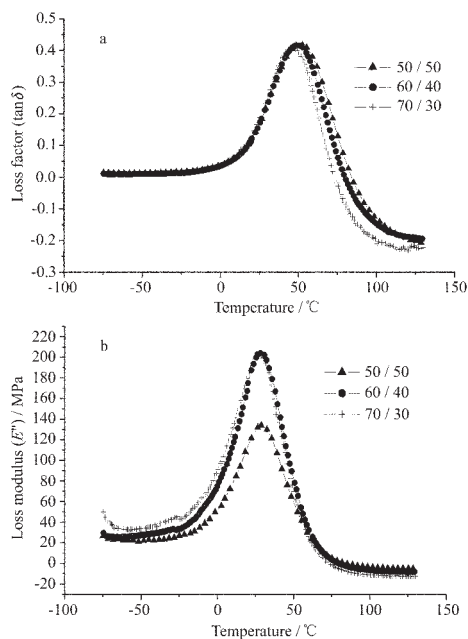 a
0.4
0.3
0.2
0.1
0.0
-0.1
-0.2
-0.3
Loss factor (tanδ)
50 / 50
60 / 40
70 / 30
-100 -50 0 50 100 150
Temperature / ℃
b
220
200
180
160
140
120
100
80
60
40
20
0
-20
Loss modulus (E") / MPa
50 / 50
60 / 40
70 / 30
-100 -50 0 50 100 150
Temperature / ℃